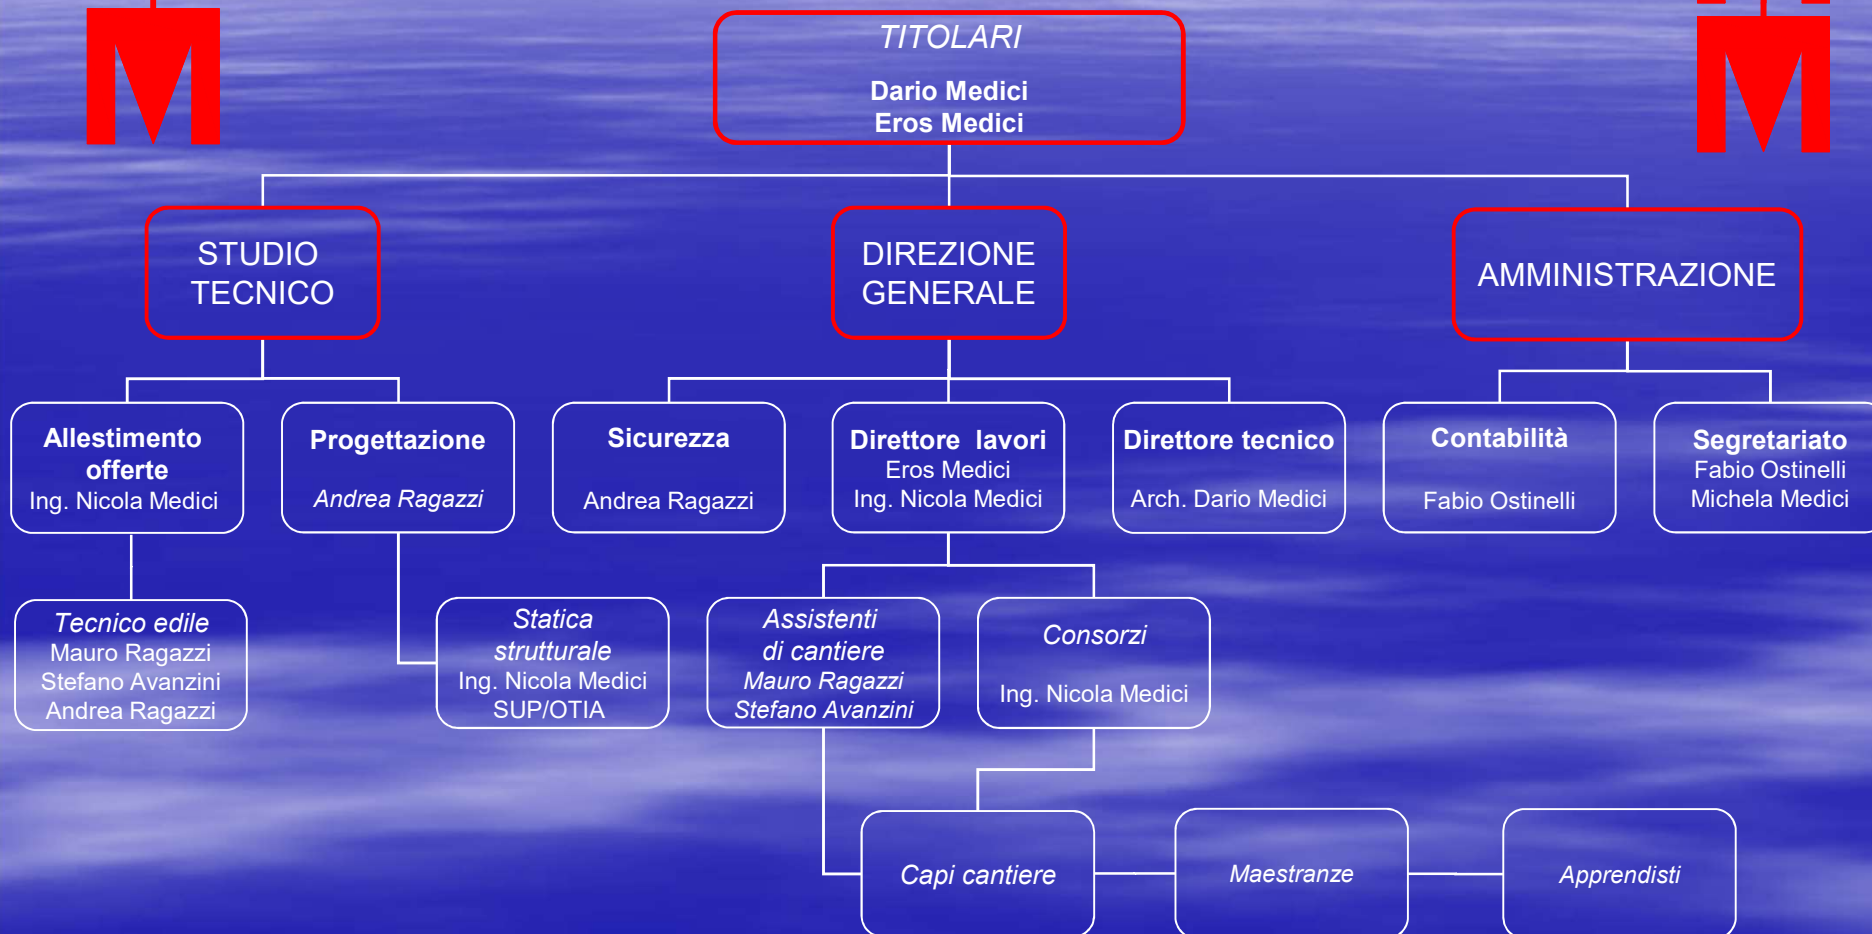 M
M
TITOLARI
Dario Medici
Eros Medici
STUDIO
TECNICO
DIREZIONE
GENERALE
AMMINISTRAZIONE
Allestimento
offerte
Ing. Nicola Medici
Progettazione
Andrea Ragazzi
Sicurezza
Andrea Ragazzi
Direttore lavori
Eros Medici
Ing. Nicola Medici
Direttore tecnico
Arch. Dario Medici
Contabilità
Fabio Ostinelli
Segretariato
Fabio Ostinelli
Michela Medici
Tecnico edile
Mauro Ragazzi
Stefano Avanzini
Andrea Ragazzi
Statica
strutturale
Ing. Nicola Medici
SUP/OTIA
Assistenti
di cantiere
Mauro Ragazzi
Stefano Avanzini
Consorzi
Ing. Nicola Medici
Capi cantiere
Maestranze
Apprendisti